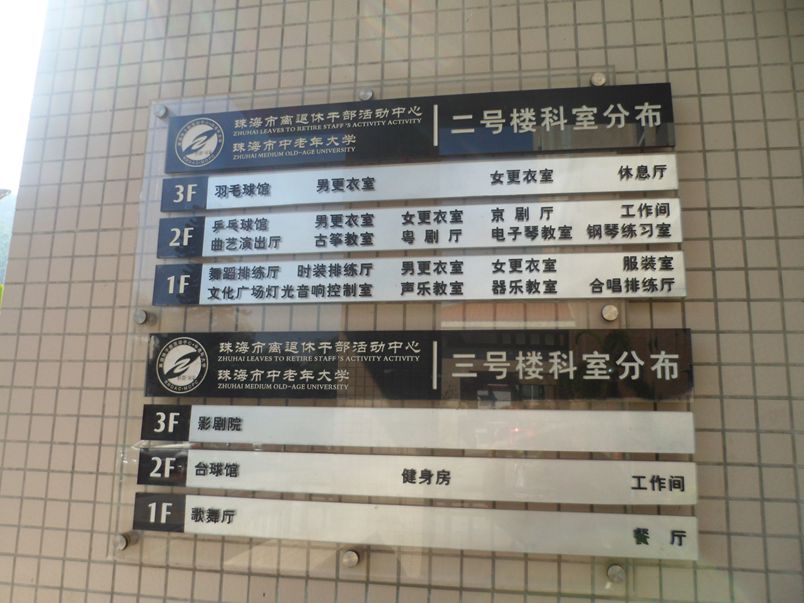 珠海市离退休干部活动中心
ZHUHAI LEAVES TO RETIRE STAFF'S ACTIVITY ACTIVITY
珠海市中老年大学
ZHUHAI MEDIUM OLD-AGE UNIVERSITY
二号楼科室分布
3F 羽毛球馆 男更衣室 女更衣室 休息厅
2F 乒乓球馆 男更衣室 女更衣室 京剧厅 工作间
曲艺演出厅 古筝教室 粤剧厅 电子琴教室 钢琴练习室
1F 舞蹈排练厅 时装排练厅 男更衣室 女更衣室 服装室
文化广场灯光音响控制室 声乐教室 器乐教室 合唱排练厅
珠海市离退休干部活动中心
ZHUHAI LEAVES TO RETIRE STAFF'S ACTIVITY ACTIVITY
珠海市中老年大学
ZHUHAI MEDIUM OLD-AGE UNIVERSITY
三号楼科室分布
3F 影剧院
2F 台球馆 健身房 工作间
1F 歌舞厅 餐厅